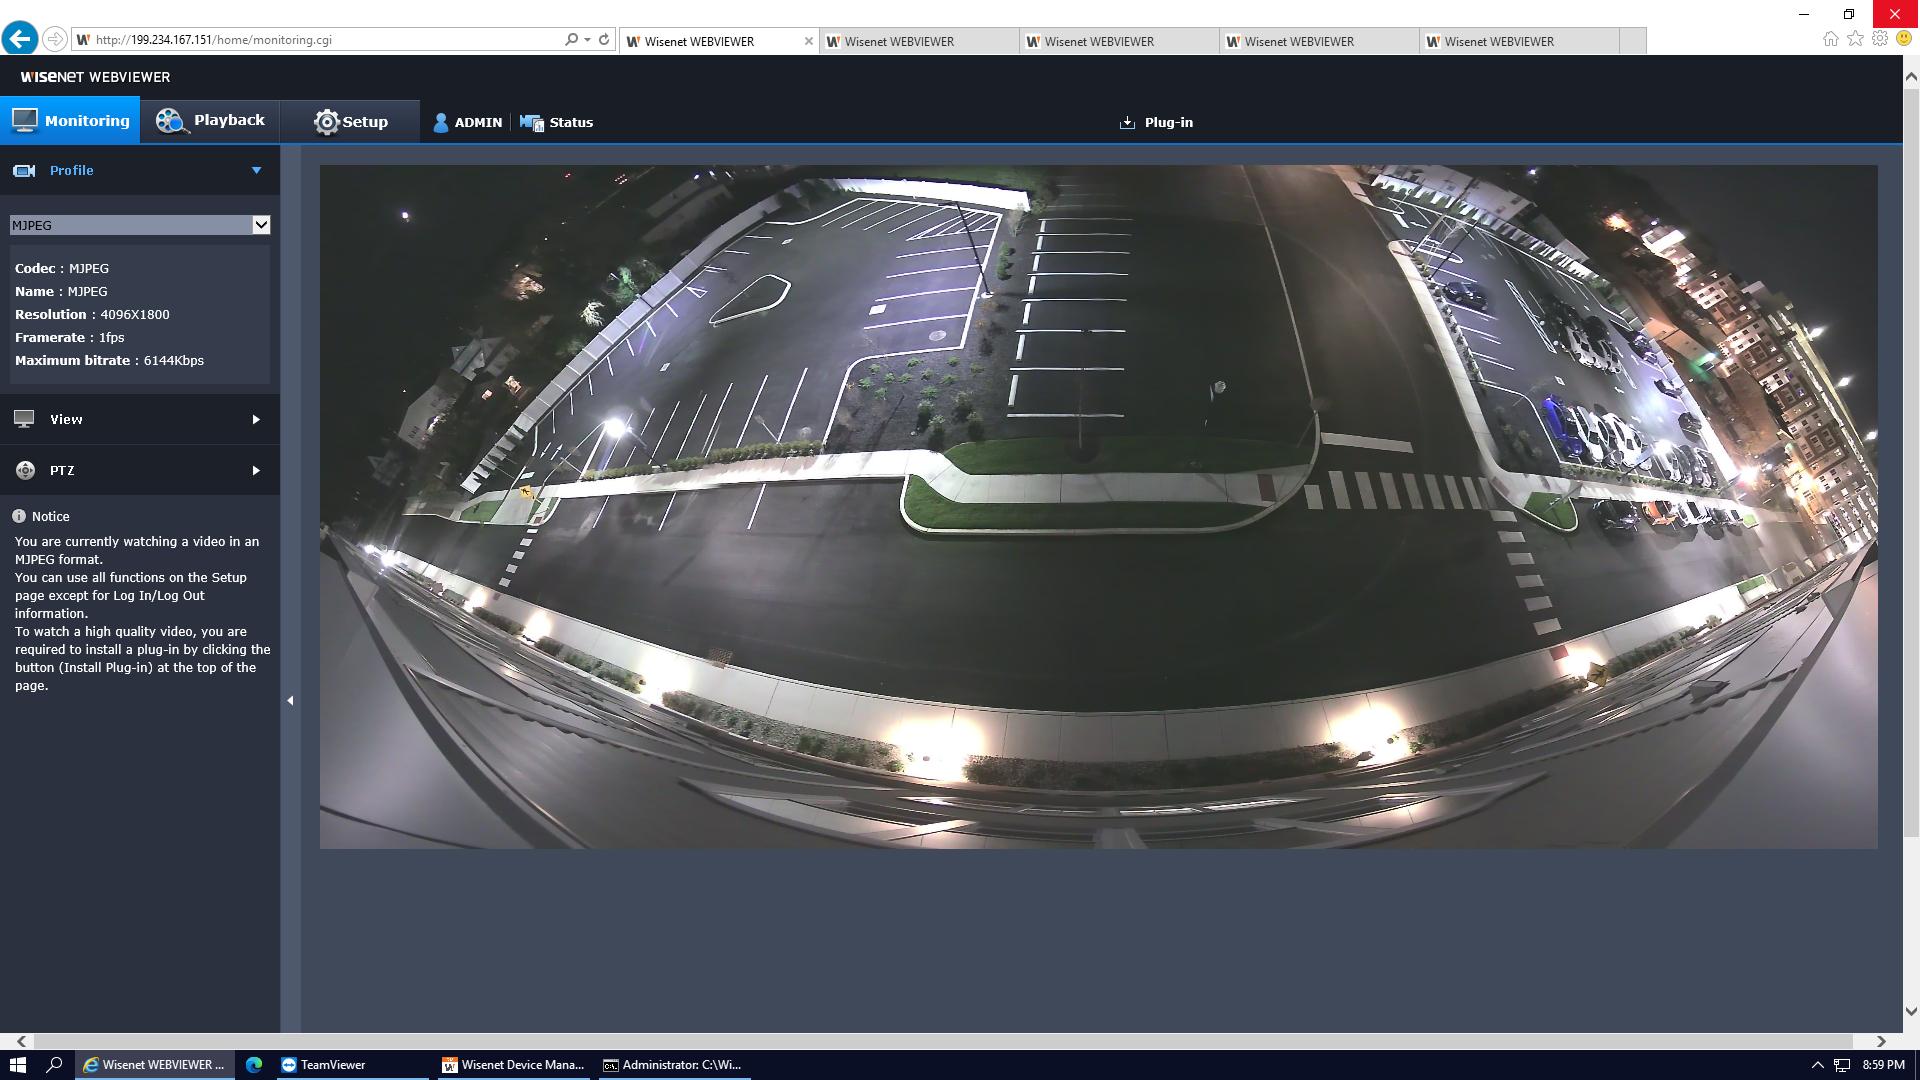 http://199.234.167.151/home/monitoring.cgi
Wisenet WEBVIEWER
Wisenet WEBVIEWER
Wisenet WEBVIEWER
Wisenet WEBVIEWER
Wisenet WEBVIEWER
WISENET WEBVIEWER
Monitoring
Playback
Setup
ADMIN
Status
Plug-in
Profile
MJPEG
Codec : MJPEG
Name : MJPEG
Resolution : 4096X1800
Framerate : 1fps
Maximum bitrate : 6144Kbps
View
PTZ
Notice
You are currently watching a video in an
MJPEG format.
You can use all functions on the Setup
page except for Log In/Log Out
information.
To watch a high quality video, you are
required to install a plug-in by clicking the
button (Install Plug-in) at the top of the
page.
Wisenet WEBVIEWER ...
TeamViewer
Wisenet Device Mana...
Administrator: C:\Wi...
8:59 PM